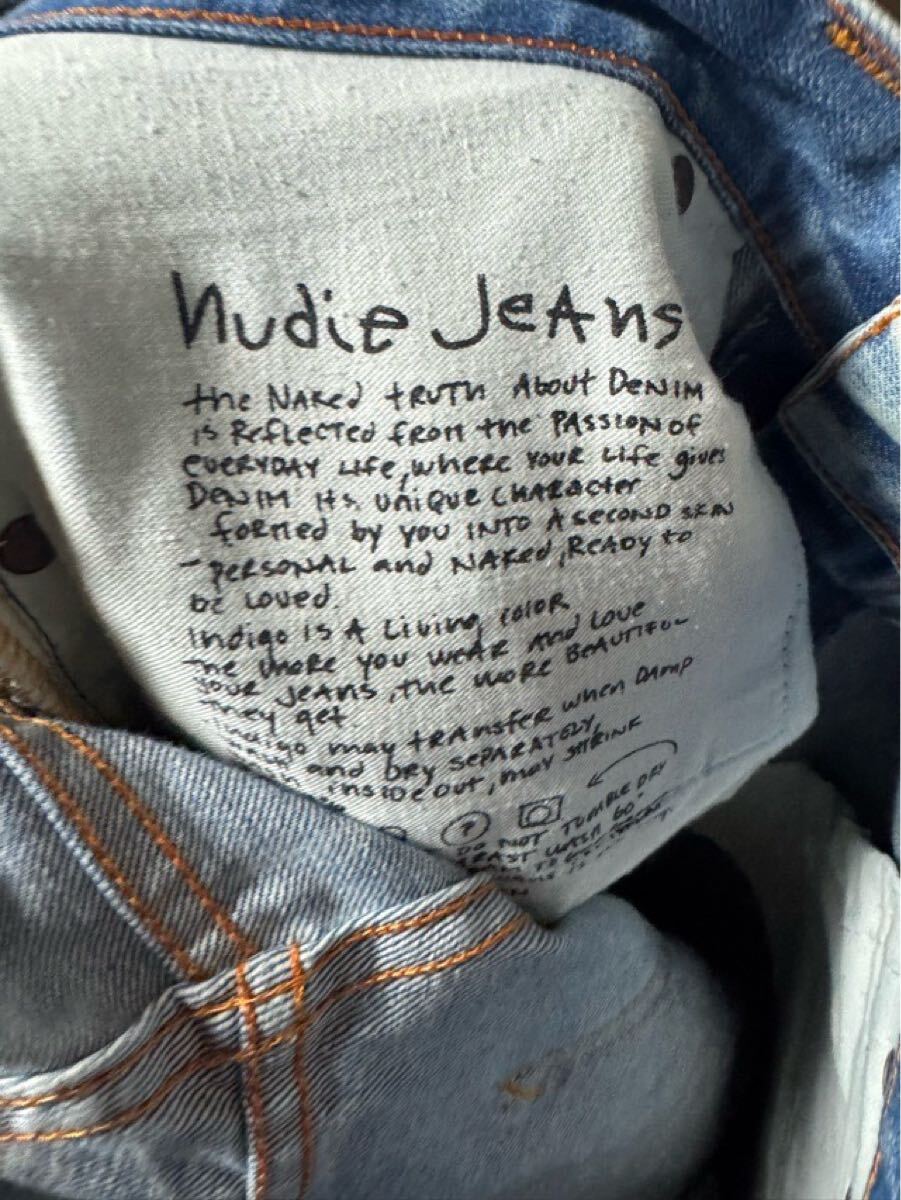 nudie JeAns
the NAKed tRUTH About DeNIM
is ReflecTed from the PASSION of
eveRYDAY LIfe, wheRe YOUR Life gives
DeNIM its UniQue CHARActer
formed by you INTO A second skin
- peRSONAL and NAKed, ReADy to
be Loved.
Indigo IS A Living coloR
The more you weAR And Love
YOUR JeAns, the more BeAUTIFUL
They get.
Indigo may tRAnsfeR when DAmp
and DRy sepaRATeLY,
insIDe out, may SHRINK
P
DO NOT TUMBLe DRY
60°